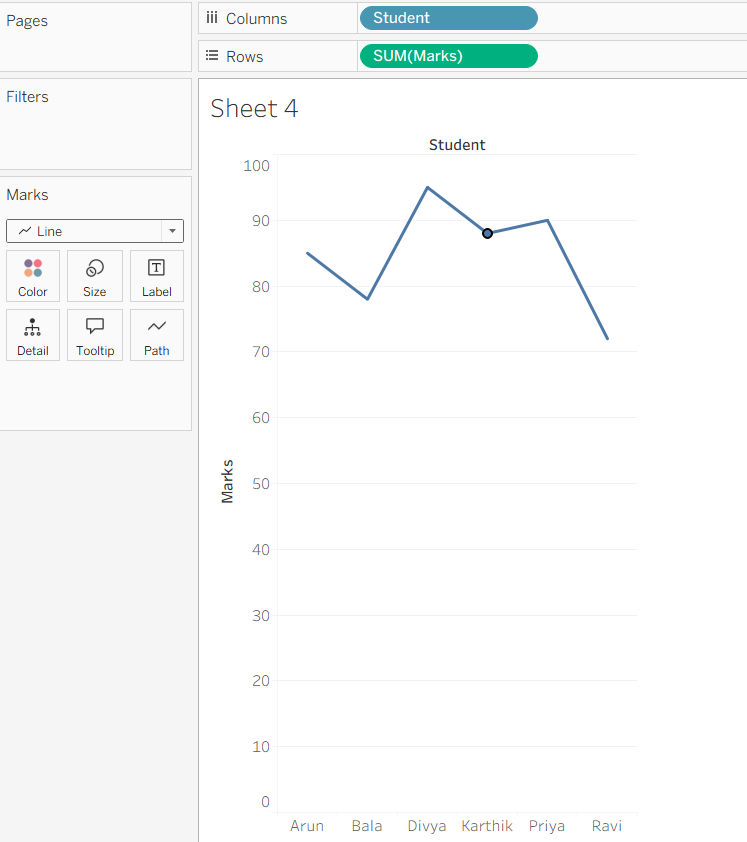 Pages
Columns
Student
Rows
SUM(Marks)
Filters
Marks
Line
Color
Size
Label
Detail
Tooltip
Path
Sheet 4
Student
100
90
80
70
60
50
40
30
20
10
0
Marks
Arun Bala Divya Karthik Priya Ravi